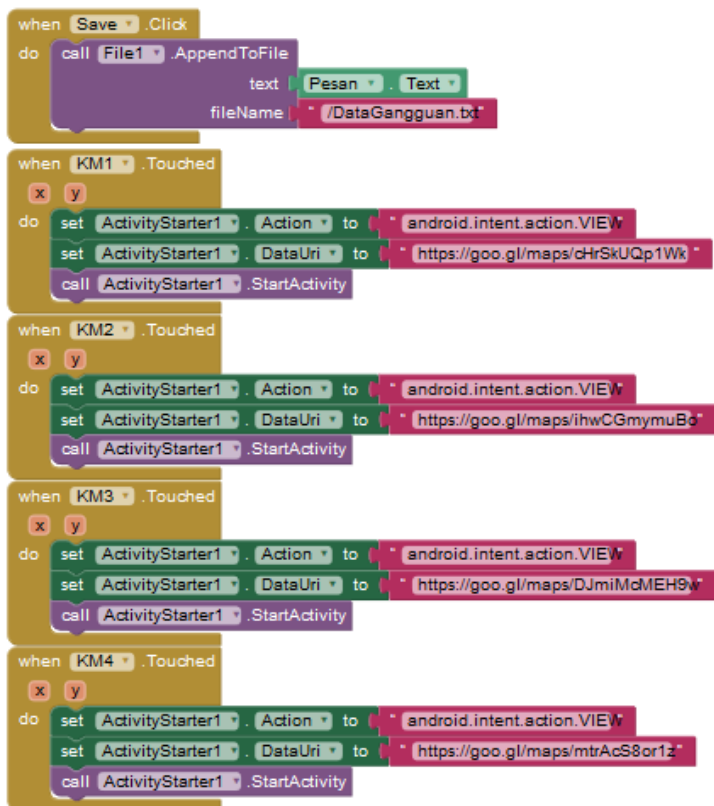 when Save .Click
do call File1 .AppendToFile
text Pesan . Text
fileName " /DataGangguan.txt"
when KM1 .Touched
x y
do set ActivityStarter1 . Action to " android.intent.action.VIEW"
set ActivityStarter1 . DataUri to " https://goo.gl/maps/cHrSkUQp1Wk "
call ActivityStarter1 .StartActivity
when KM2 .Touched
x y
do set ActivityStarter1 . Action to " android.intent.action.VIEW"
set ActivityStarter1 . DataUri to " https://goo.gl/maps/ihwCGmymuBo"
call ActivityStarter1 .StartActivity
when KM3 .Touched
x y
do set ActivityStarter1 . Action to " android.intent.action.VIEW"
set ActivityStarter1 . DataUri to " https://goo.gl/maps/DJmiMcMEH9w"
call ActivityStarter1 .StartActivity
when KM4 .Touched
x y
do set ActivityStarter1 . Action to " android.intent.action.VIEW"
set ActivityStarter1 . DataUri to " https://goo.gl/maps/mtrAcS8or1z"
call ActivityStarter1 .StartActivity